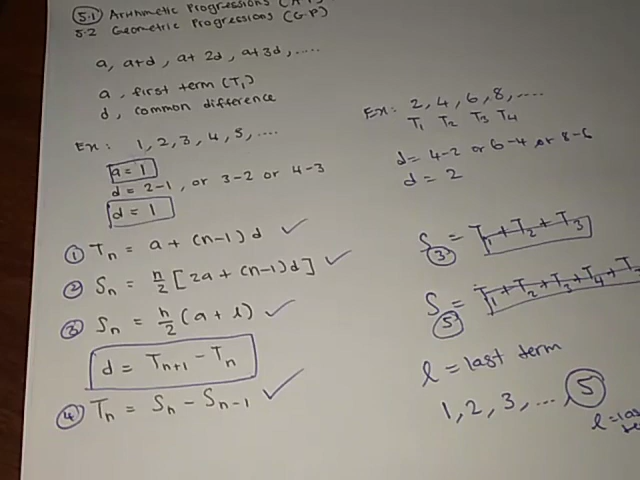 5.1 Arithmetic Progressions (A.P)
5.2 Geometric Progressions (G.P)
a, a+d, a+2d, a+3d, .....
a, first term (T₁)
d, common difference
Ex: 1, 2, 3, 4, 5, ....
a = 1
d = 2-1, or 3-2 or 4-3
d = 1
① Tₙ = a + (n-1) d ✓
② Sₙ = n/2 [2a + (n-1)d] ✓
③ Sₙ = n/2 (a + l) ✓
d = Tₙ₊₁ - Tₙ
④ Tₙ = Sₙ - Sₙ₋₁ ✓
Ex: 2, 4, 6, 8, ....
T₁ T₂ T₃ T₄
d = 4-2 or 6-4 or 8-6
d = 2
S₃ = T₁+T₂+T₃
S₅ = T₁+T₂+T₃+T₄+
l = last term
1, 2, 3, ..., 5